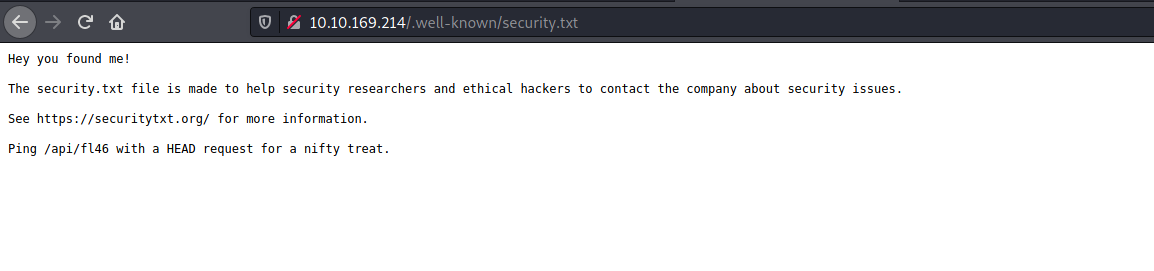 10.10.169.214/.well-known/security.txt
Hey you found me!
The security.txt file is made to help security researchers and ethical hackers to contact the company about security issues.
See https://securitytxt.org/ for more information.
Ping /api/fl46 with a HEAD request for a nifty treat.